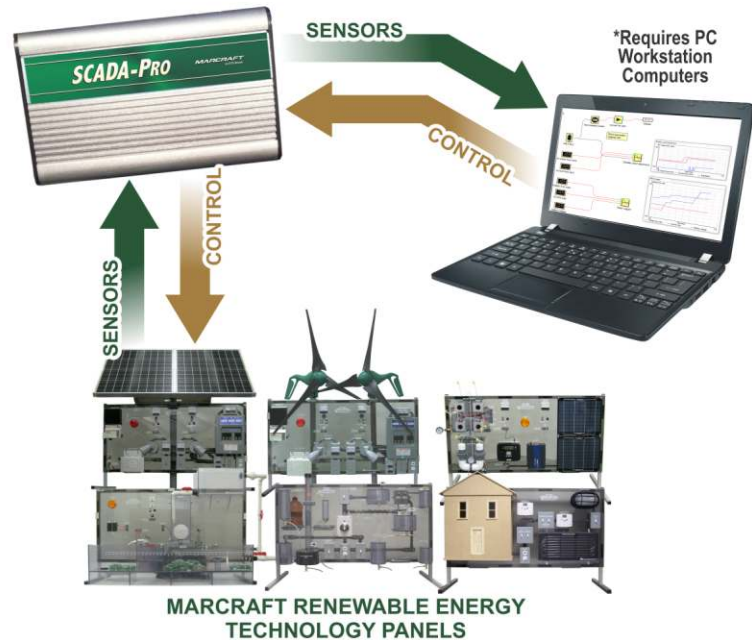 SENSORS
*Requires PC
Workstation
Computers
SCADA-PRO
MARCRAFT
CONTROL
SENSORS
CONTROL
MARCRAFT RENEWABLE ENERGY
TECHNOLOGY PANELS